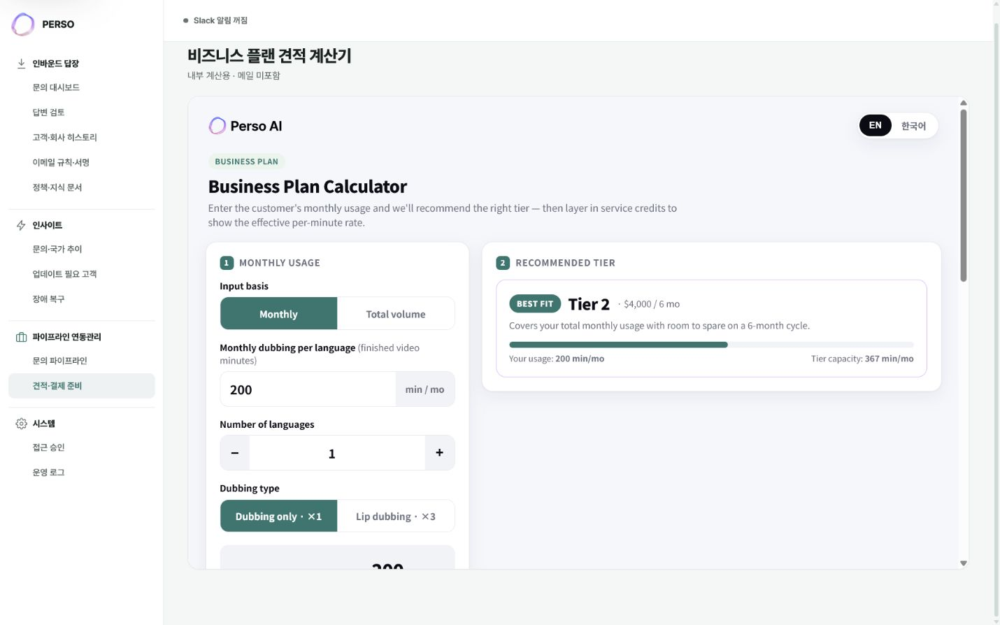 PERSO
인바운드 답장
문의 대시보드
답변 검토
고객·회사 히스토리
이메일 규칙·서명
정책·지식 문서
인사이트
문의·국가 추이
업데이트 필요 고객
장애 복구
파이프라인 연동관리
문의 파이프라인
견적·결제 준비
시스템
접근 승인
운영 로그
Slack 알림 꺼짐
비즈니스 플랜 견적 계산기
내부 계산용 · 메일 미포함
Perso AI
EN 한국어
BUSINESS PLAN
Business Plan Calculator
Enter the customer's monthly usage and we'll recommend the right tier — then layer in service credits to
show the effective per-minute rate.
1 MONTHLY USAGE
Input basis
Monthly Total volume
Monthly dubbing per language (finished video
minutes)
200 min / mo
Number of languages
− 1 +
Dubbing type
Dubbing only · ×1 Lip dubbing · ×3
200
2 RECOMMENDED TIER
BEST FIT Tier 2 · $4,000 / 6 mo
Covers your total monthly usage with room to spare on a 6-month cycle.
Your usage: 200 min/mo Tier capacity: 367 min/mo